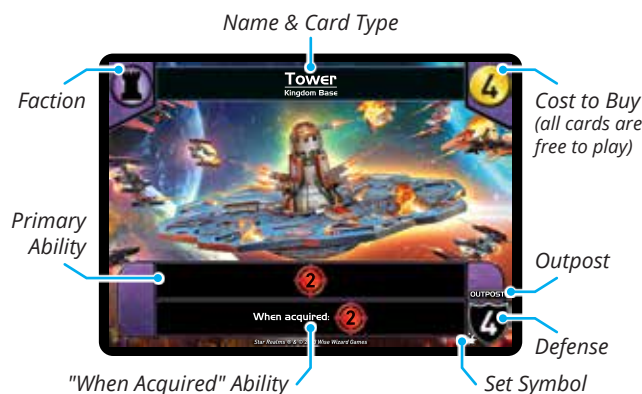 Name & Card Type
Tower
Kingdom Base
4
Faction
Cost to Buy
(all cards are
free to play)
Primary
Ability
2
Outpost
OUTPOST
When acquired: 2
4
Defense
Star Realms ® & © Wise Wizard Games
"When Acquired" Ability
Set Symbol